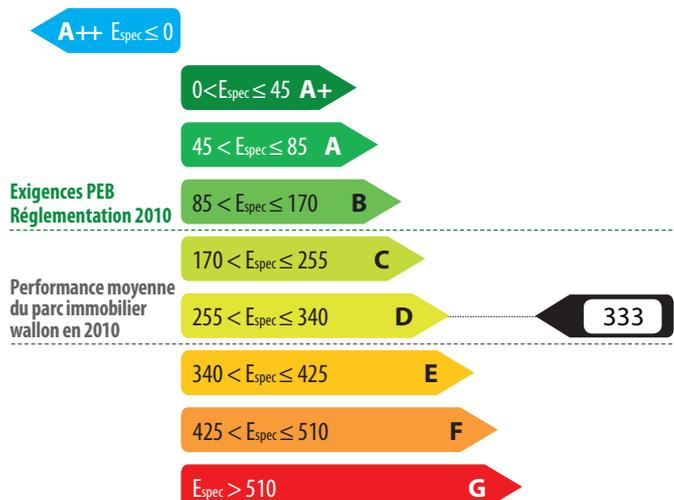 A++ Espec ≤ 0
0<Espec ≤ 45 A+
45 < Espec ≤ 85 A
Exigences PEB
Réglementation 2010
85 < Espec ≤ 170 B
170 < Espec ≤ 255 C
Performance moyenne
du parc immobilier
wallon en 2010
255 < Espec ≤ 340 D
333
340 < Espec ≤ 425 E
425 < Espec ≤ 510 F
Espec > 510 G